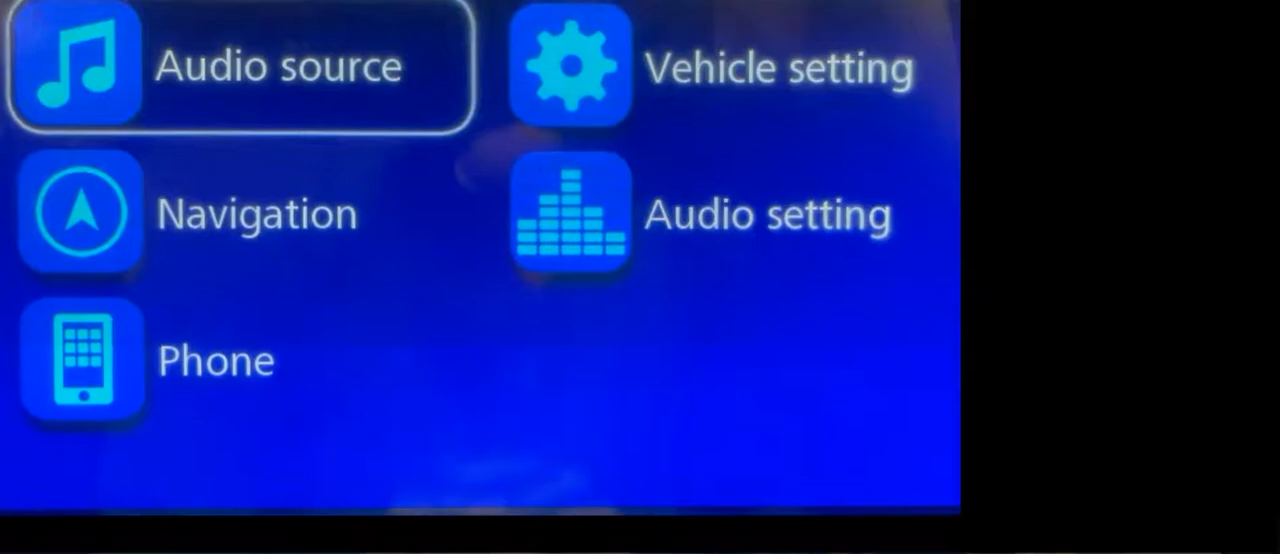 Audio source
Vehicle setting
Navigation
Audio setting
Phone